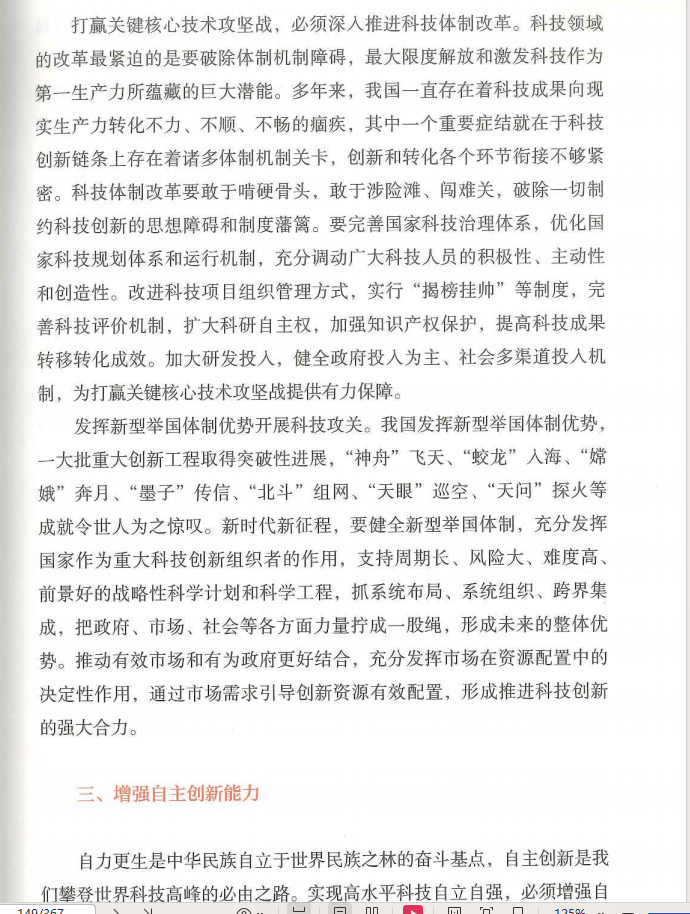 打赢关键核心技术攻坚战，必须深入推进科技体制改革。科技领域
的改革最紧迫的是要破除体制机制障碍，最大限度解放和激发科技作为
第一生产力所蕴藏的巨大潜能。多年来，我国一直存在着科技成果向现
实生产力转化不力、不顺、不畅的痼疾，其中一个重要症结就在于科技
创新链条上存在着诸多体制机制关卡，创新和转化各个环节衔接不够紧
密。科技体制改革要敢于啃硬骨头，敢于涉险滩、闯难关，破除一切制
约科技创新的思想障碍和制度藩篱。要完善国家科技治理体系，优化国
家科技规划体系和运行机制，充分调动广大科技人员的积极性、主动性
和创造性。改进科技项目组织管理方式，实行“揭榜挂帅”等制度，完
善科技评价机制，扩大科研自主权，加强知识产权保护，提高科技成果
转移转化成效。加大研发投入，健全政府投入为主、社会多渠道投入机
制，为打赢关键核心技术攻坚战提供有力保障。
发挥新型举国体制优势开展科技攻关。我国发挥新型举国体制优势，
一大批重大创新工程取得突破性进展，“神舟”飞天、“蛟龙”入海、“嫦
娥”奔月、“墨子”传信、“北斗”组网、“天眼”巡空、“天问”探火等
成就令世人为之惊叹。新时代新征程，要健全新型举国体制，充分发挥
国家作为重大科技创新组织者的作用，支持周期长、风险大、难度高、
前景好的战略性科学计划和科学工程，抓系统布局、系统组织、跨界集
成，把政府、市场、社会等各方面力量拧成一股绳，形成未来的整体优
势。推动有效市场和有为政府更好结合，充分发挥市场在资源配置中的
决定性作用，通过市场需求引导创新资源有效配置，形成推进科技创新
的强大合力。
三、增强自主创新能力
自力更生是中华民族自立于世界民族之林的奋斗基点，自主创新是我
们攀登世界科技高峰的必由之路。实现高水平科技自立自强，必须增强自
149/367
125%